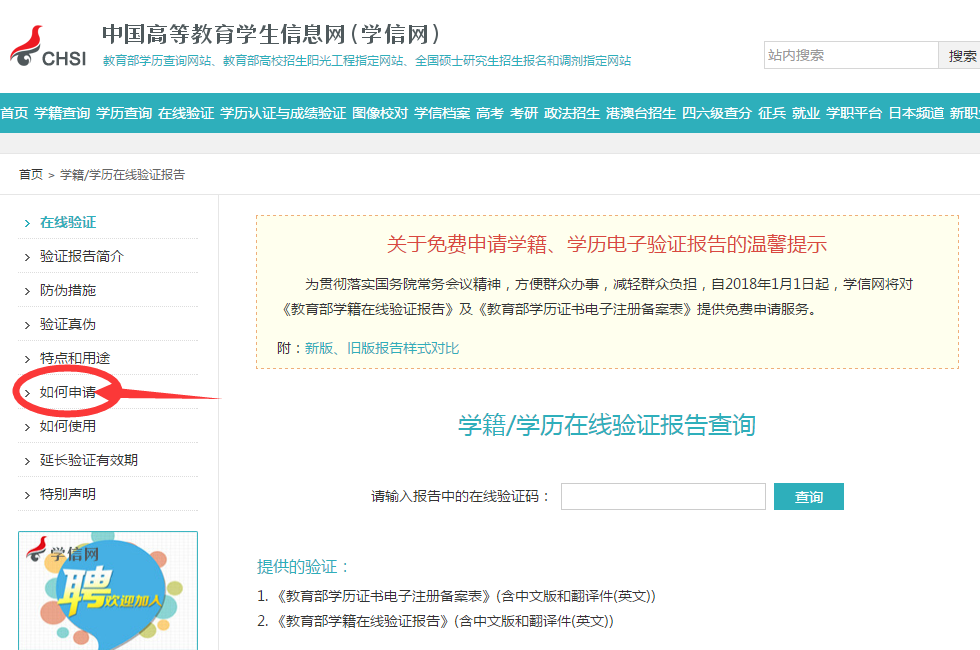 CHSI
中国高等教育学生信息网(学信网)
教育部学历查询网站、教育部高校招生阳光工程指定网站、全国硕士研究生招生报名和调剂指定网站
站内搜索 搜索
首页 学籍查询 学历查询 在线验证 学历认证与成绩验证 图像校对 学信档案 高考 考研 政法招生 港澳台招生 四六级查分 征兵 就业 学职平台 日本频道 新职
首页 > 学籍/学历在线验证报告
在线验证
验证报告简介
防伪措施
验证真伪
特点和用途
如何申请
如何使用
延长验证有效期
特别声明
学信网
聘 欢迎加入
关于免费申请学籍、学历电子验证报告的温馨提示
为贯彻落实国务院常务会议精神，方便群众办事，减轻群众负担，自2018年1月1日起，学信网将对
《教育部学籍在线验证报告》及《教育部学历证书电子注册备案表》提供免费申请服务。
附：新版、旧版报告样式对比
学籍/学历在线验证报告查询
请输入报告中的在线验证码： 查询
提供的验证：
1. 《教育部学历证书电子注册备案表》(含中文版和翻译件(英文))
2. 《教育部学籍在线验证报告》(含中文版和翻译件(英文))